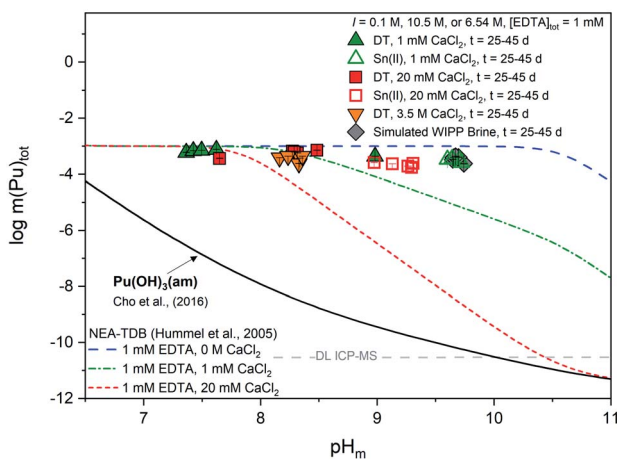 I = 0.1 M, 10.5 M, or 6.54 M, [EDTA]tot = 1 mM
DT, 1 mM CaCl2, t = 25-45 d
Sn(II), 1 mM CaCl2, t = 25-45 d
DT, 20 mM CaCl2, t = 25-45 d
Sn(II), 20 mM CaCl2, t = 25-45 d
DT, 3.5 M CaCl2, t = 25-45 d
Simulated WIPP Brine, t = 25-45 d
log m(Pu)tot
0
-2
-4
-6
-8
-10
-12
Pu(OH)3(am)
Cho et al., (2016)
NEA-TDB (Hummel et al., 2005)
1 mM EDTA, 0 M CaCl2
1 mM EDTA, 1 mM CaCl2
1 mM EDTA, 20 mM CaCl2
DL ICP-MS
7 8 9 10 11
pHm